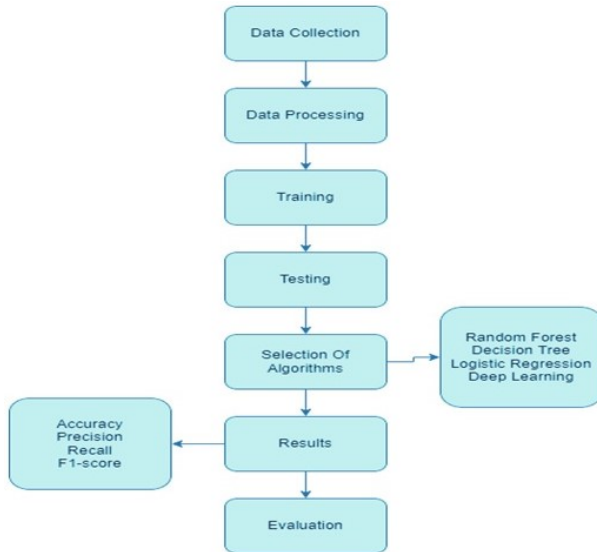 Data Collection
Data Processing
Training
Testing
Selection Of
Algorithms
Random Forest
Decision Tree
Logistic Regression
Deep Learning
Results
Accuracy
Precision
Recall
F1-score
Evaluation